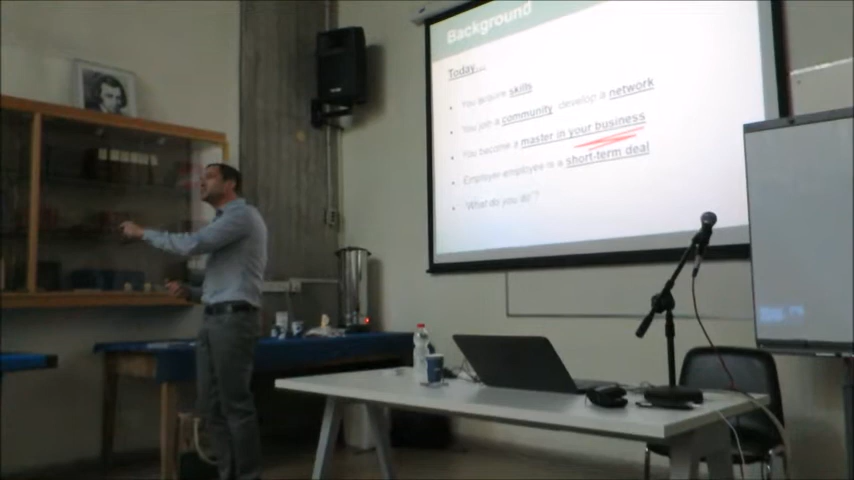 Background
Today...
You acquire skills
You join a community, develop a network
You become a master in your business
Employer-employee is a short-term deal
"What do you do?"